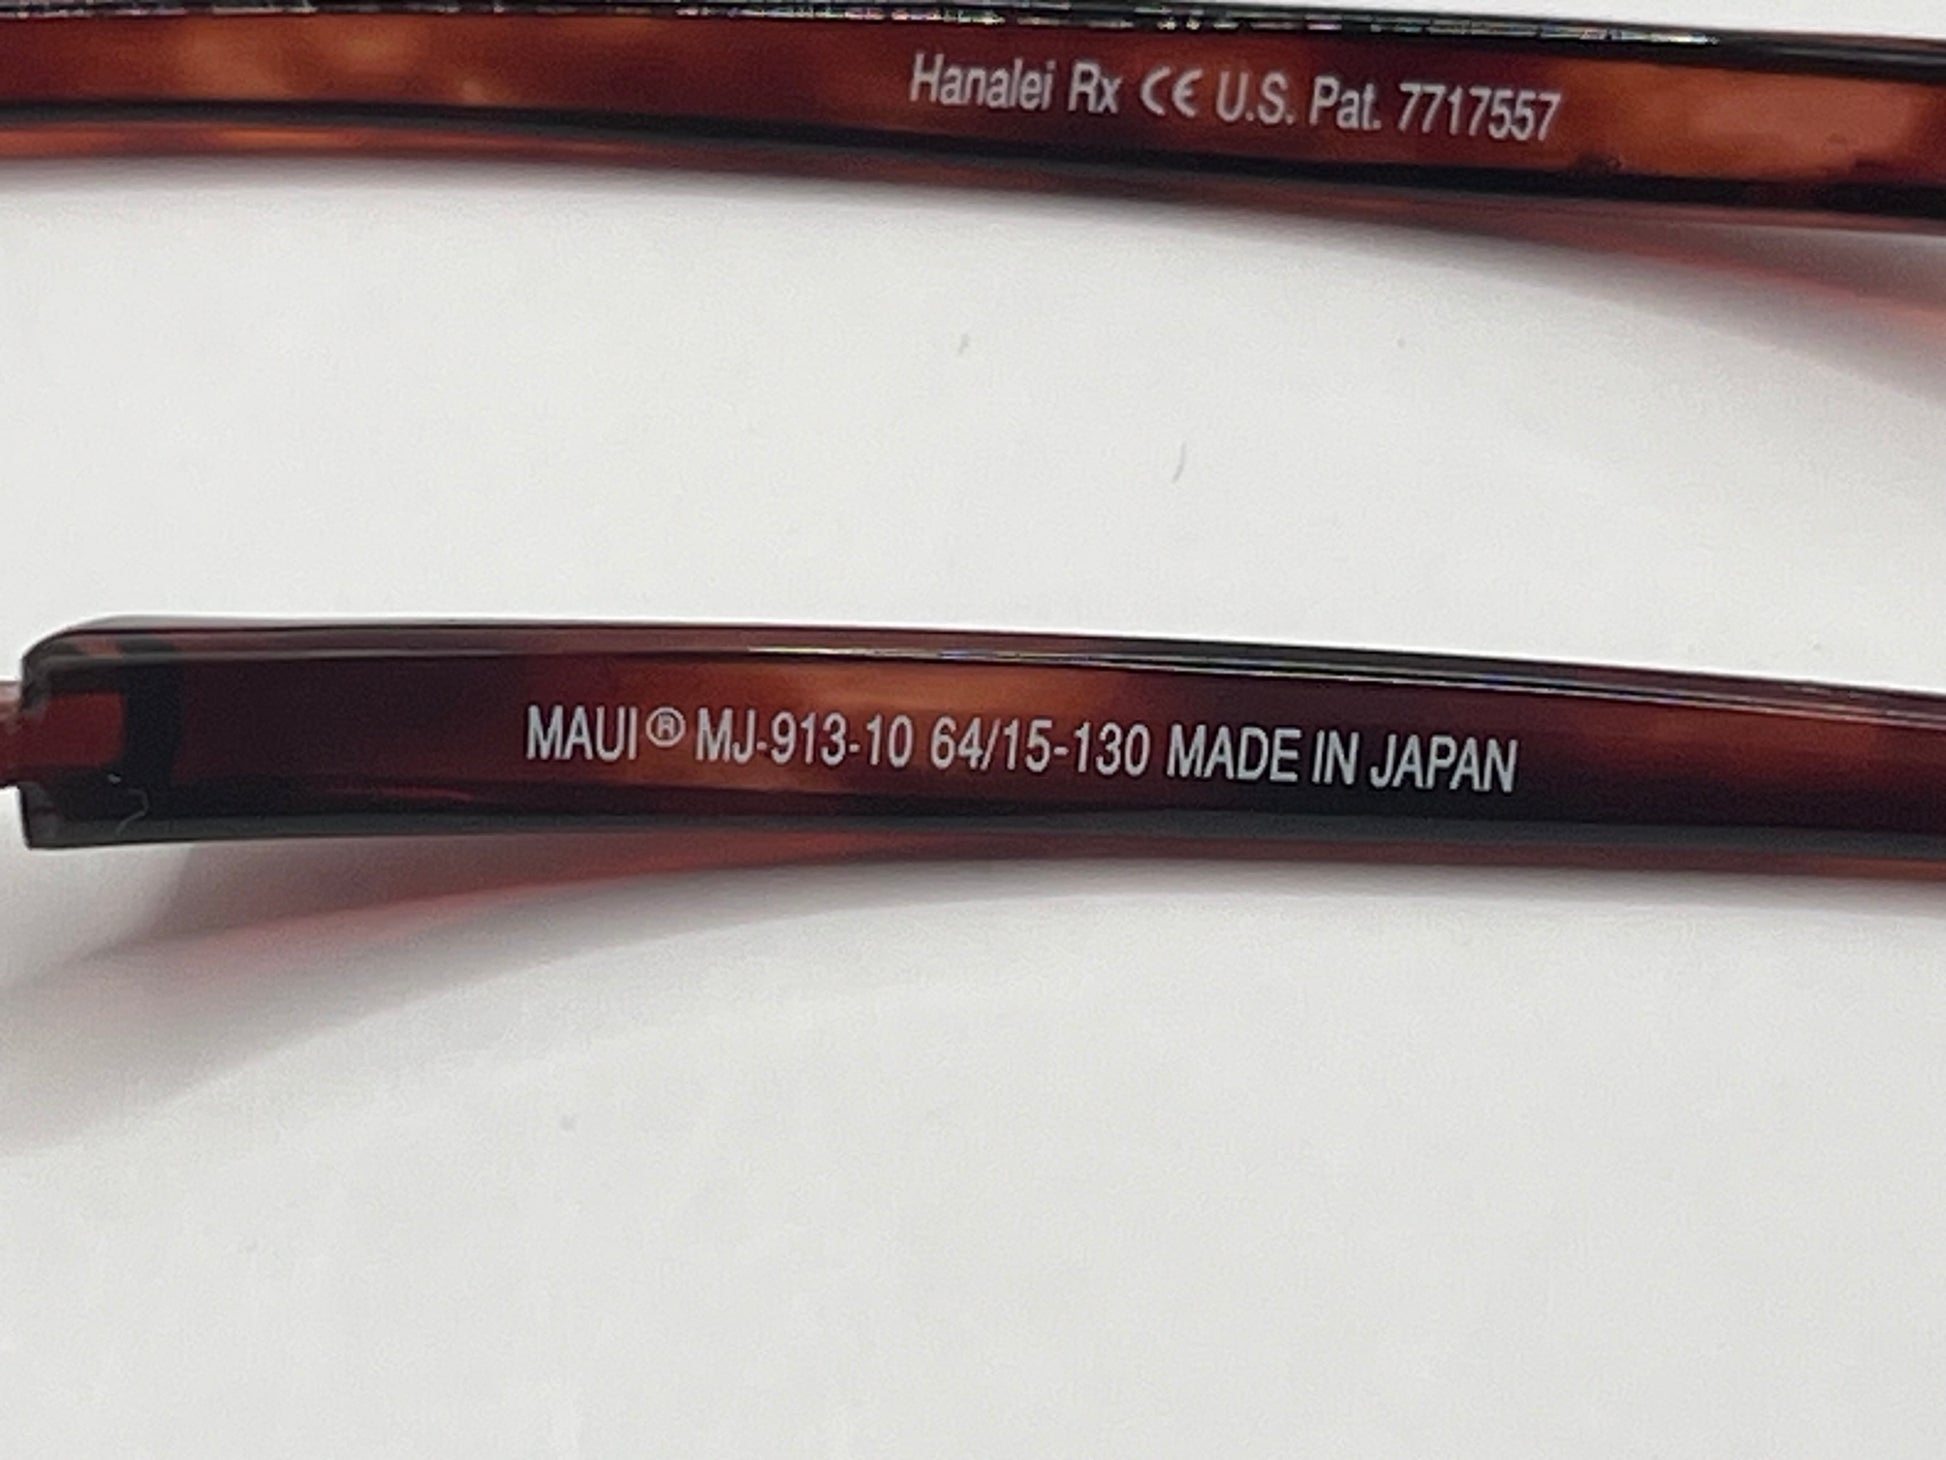 Hanalei Rx CE U.S. Pat. 7717557
MAUI® MJ-913-10 64/15-130 MADE IN JAPAN